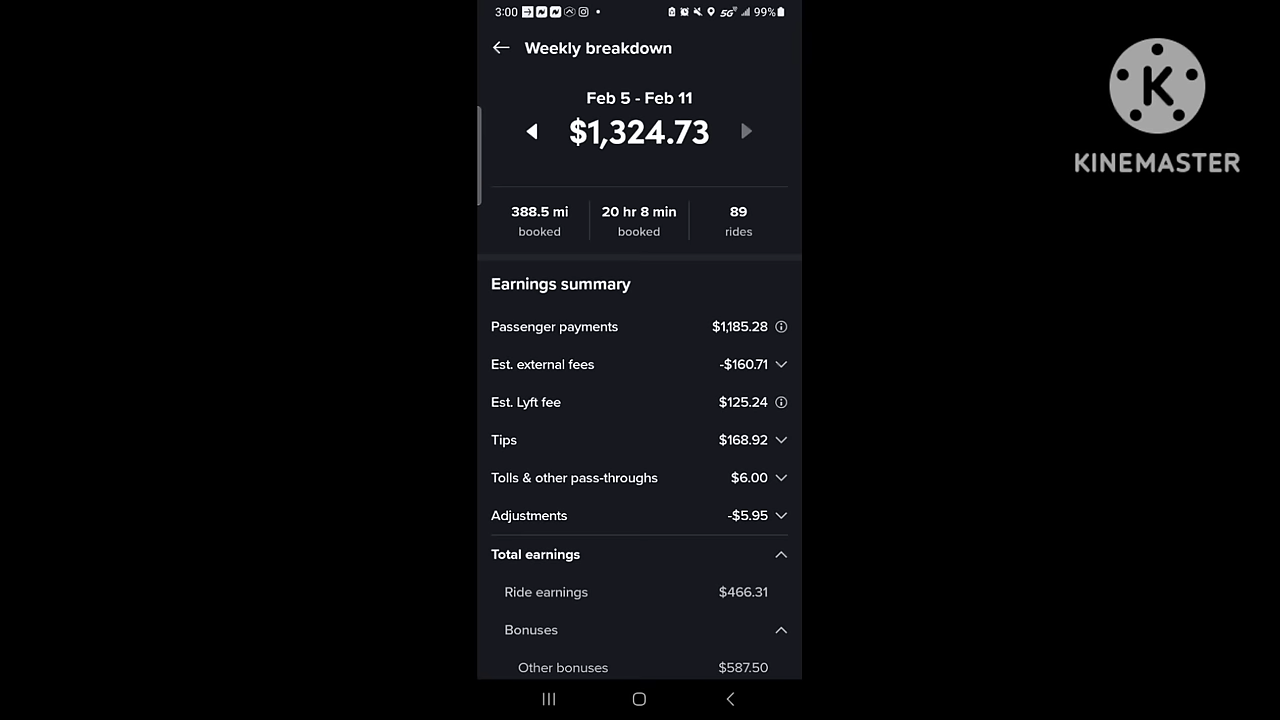 3:00 5G 99%
Weekly breakdown
K
KINEMASTER
Feb 5 - Feb 11
$1,324.73
388.5 mi 20 hr 8 min 89
booked booked rides
Earnings summary
Passenger payments $1,185.28
Est. external fees -$160.71
Est. Lyft fee $125.24
Tips $168.92
Tolls & other pass-throughs $6.00
Adjustments -$5.95
Total earnings
Ride earnings $466.31
Bonuses
Other bonuses $587.50